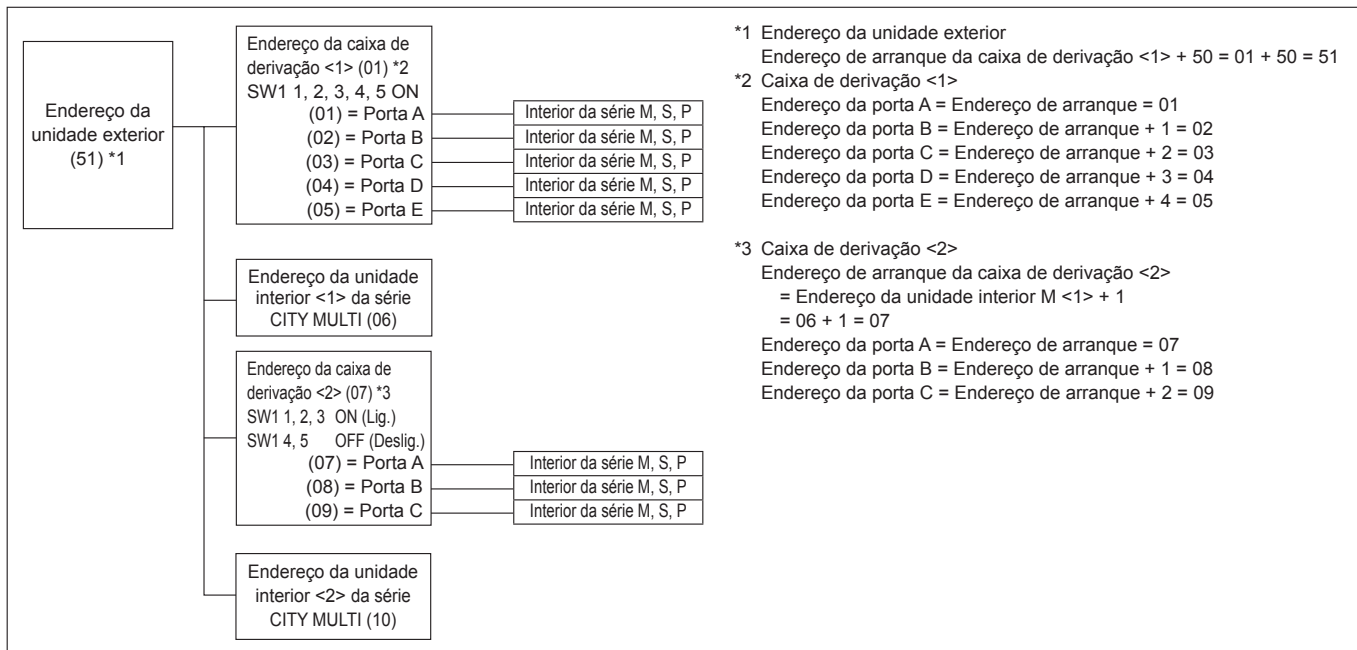 Endereço da
unidade exterior
(51) *1
Endereço da caixa de
derivação <1> (01) *2
SW1 1, 2, 3, 4, 5 ON
(01) = Porta A
(02) = Porta B
(03) = Porta C
(04) = Porta D
(05) = Porta E
Interior da série M, S, P
Interior da série M, S, P
Interior da série M, S, P
Interior da série M, S, P
Interior da série M, S, P
Endereço da unidade
interior <1> da série
CITY MULTI (06)
Endereço da caixa de
derivação <2> (07) *3
SW1 1, 2, 3 ON (Lig.)
SW1 4, 5 OFF (Deslig.)
(07) = Porta A
(08) = Porta B
(09) = Porta C
Interior da série M, S, P
Interior da série M, S, P
Interior da série M, S, P
Endereço da unidade
interior <2> da série
CITY MULTI (10)
*1 Endereço da unidade exterior
Endereço de arranque da caixa de derivação <1> + 50 = 01 + 50 = 51
*2 Caixa de derivação <1>
Endereço da porta A = Endereço de arranque = 01
Endereço da porta B = Endereço de arranque + 1 = 02
Endereço da porta C = Endereço de arranque + 2 = 03
Endereço da porta D = Endereço de arranque + 3 = 04
Endereço da porta E = Endereço de arranque + 4 = 05
*3 Caixa de derivação <2>
Endereço de arranque da caixa de derivação <2>
= Endereço da unidade interior M <1> + 1
= 06 + 1 = 07
Endereço da porta A = Endereço de arranque = 07
Endereço da porta B = Endereço de arranque + 1 = 08
Endereço da porta C = Endereço de arranque + 2 = 09